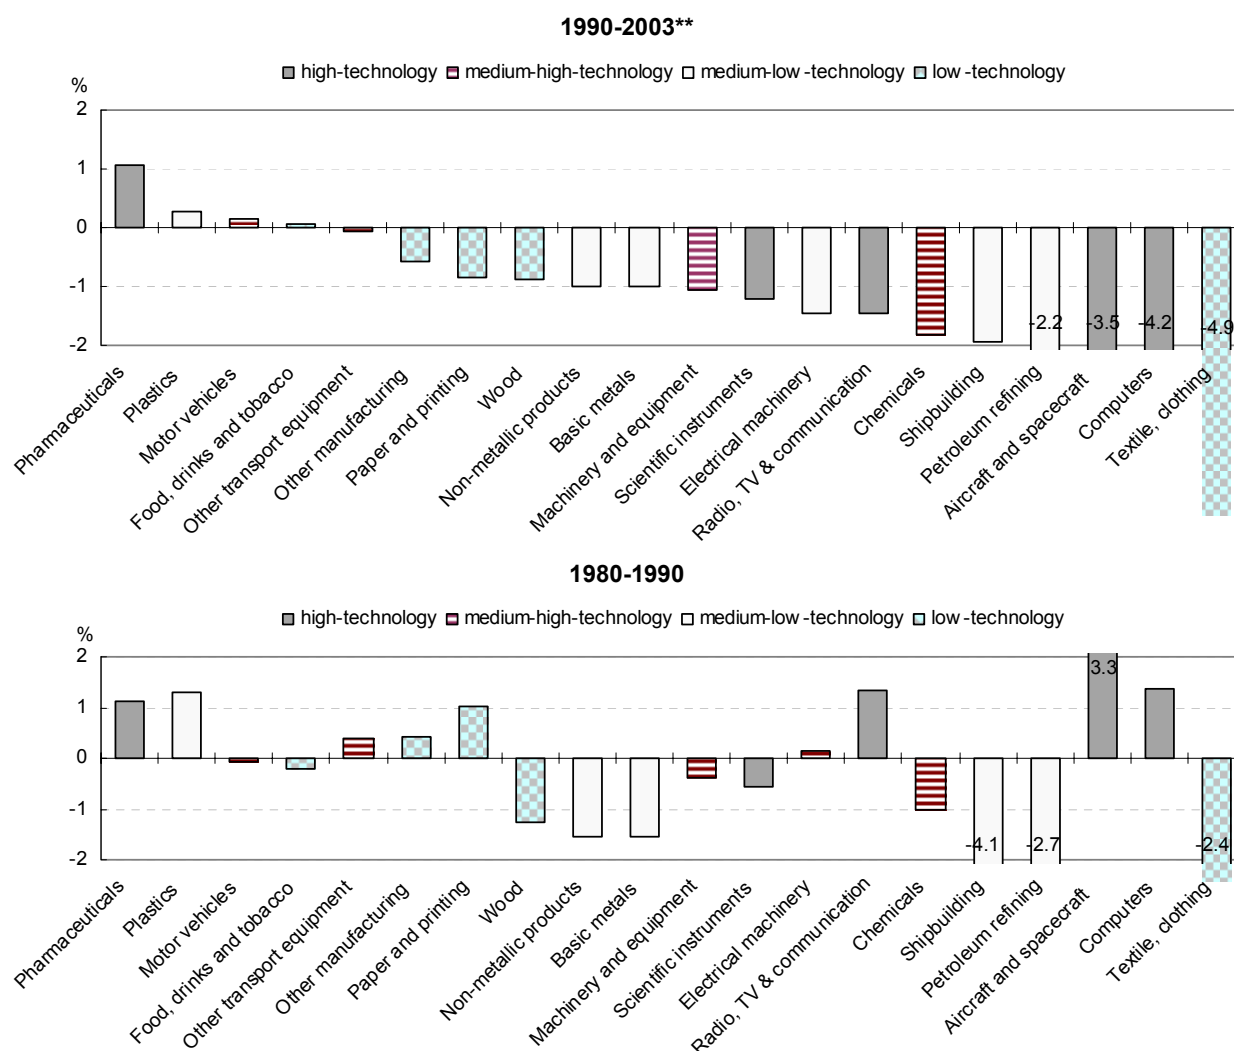 1990-2003**
high-technology medium-high-technology medium-low -technology low -technology
%
2
1
0
-1
-2
-2.2 -3.5 -4.2 -4.9
Pharmaceuticals
Plastics
Motor vehicles
Food, drinks and tobacco
Other transport equipment
Other manufacturing
Paper and printing
Wood
Non-metallic products
Basic metals
Machinery and equipment
Scientific instruments
Electrical machinery
Radio, TV & communication
Chemicals
Shipbuilding
Petroleum refining
Aircraft and spacecraft
Computers
Textile, clothing
1980-1990
high-technology medium-high-technology medium-low -technology low -technology
%
2
1
0
-1
-2
3.3
-4.1 -2.7 -2.4
Pharmaceuticals
Plastics
Motor vehicles
Food, drinks and tobacco
Other transport equipment
Other manufacturing
Paper and printing
Wood
Non-metallic products
Basic metals
Machinery and equipment
Scientific instruments
Electrical machinery
Radio, TV & communication
Chemicals
Shipbuilding
Petroleum refining
Aircraft and spacecraft
Computers
Textile, clothing